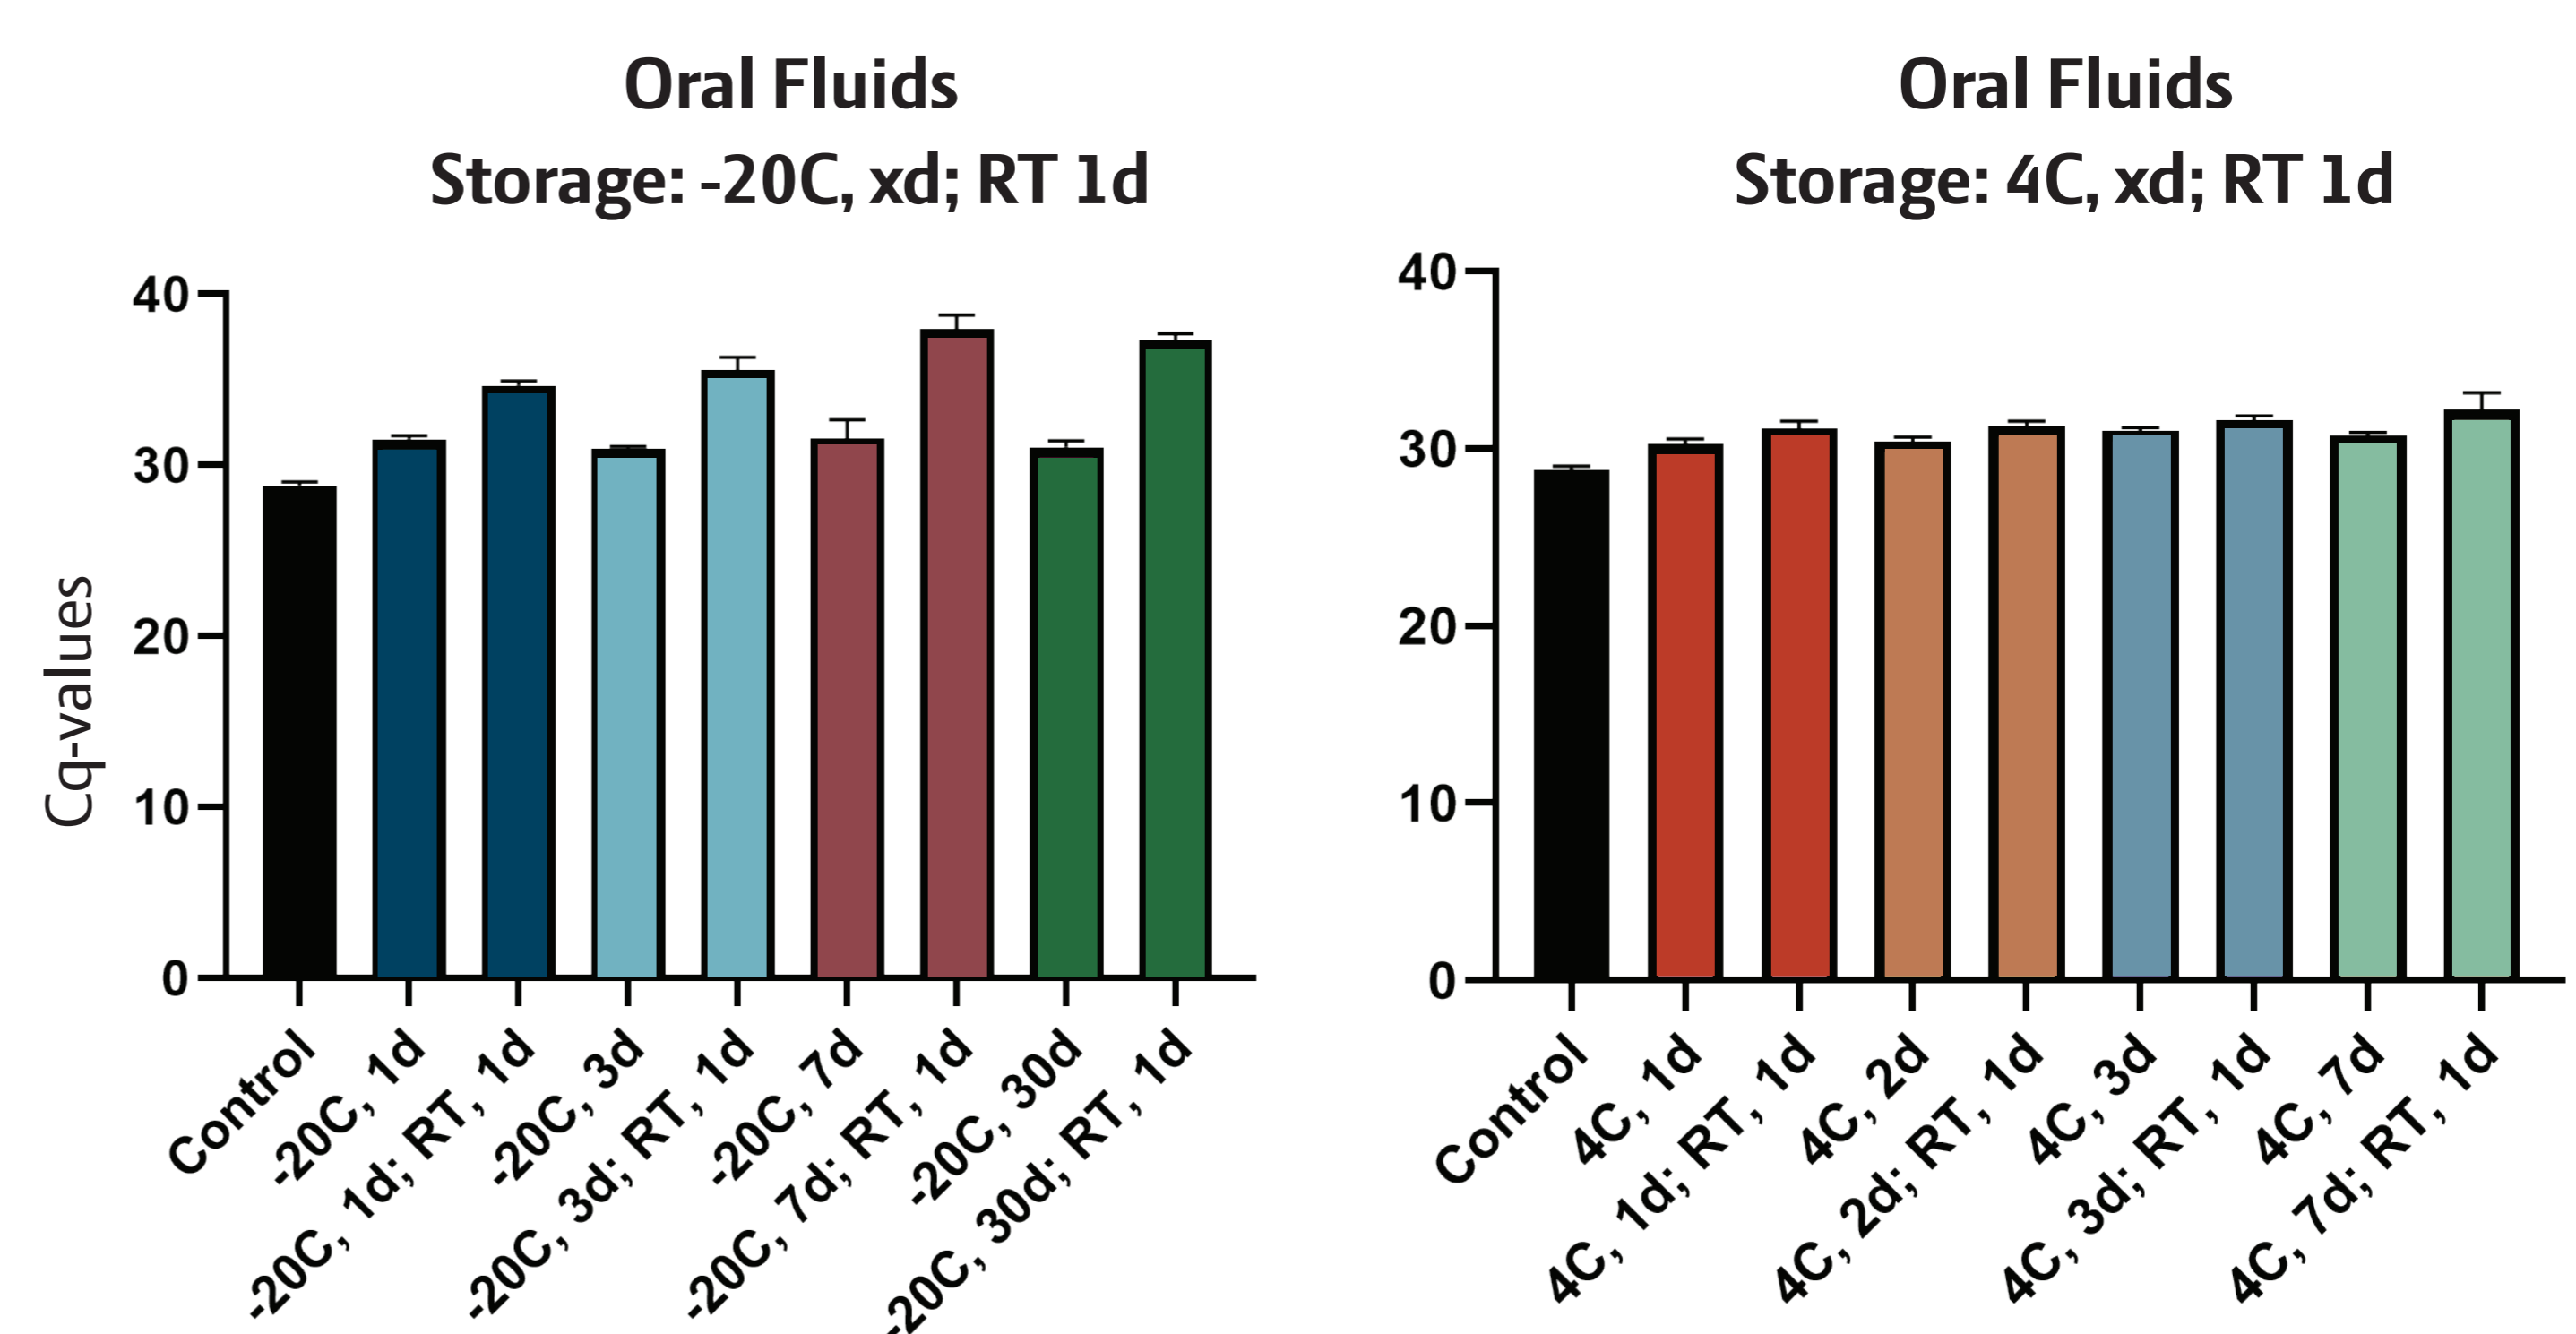 Oral Fluids
Storage: -20C, xd; RT 1d
Cq-values
40
30
20
10
0
Control
-20C, 1d
-20C, 1d; RT, 1d
-20C, 3d
-20C, 3d; RT, 1d
-20C, 7d
-20C, 7d; RT, 1d
-20C, 30d
-20C, 30d; RT, 1d
Oral Fluids
Storage: 4C, xd; RT 1d
40
30
20
10
0
Control
4C, 1d
4C, 1d; RT, 1d
4C, 2d
4C, 2d; RT, 1d
4C, 3d
4C, 3d; RT, 1d
4C, 7d
4C, 7d; RT, 1d